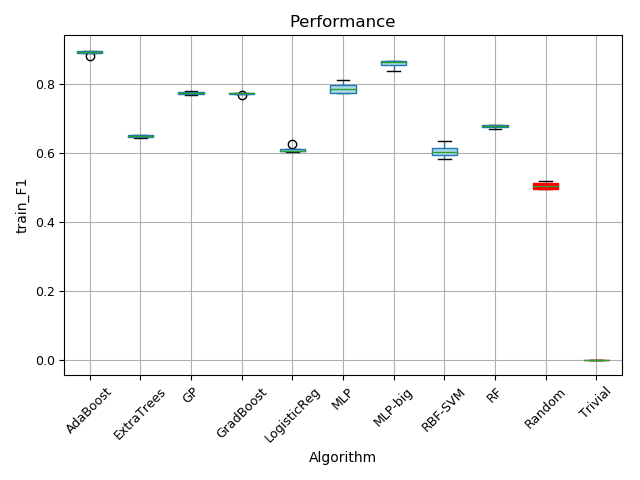 Performance
train_F1
0.8
0.6
0.4
0.2
0.0
AdaBoost
ExtraTrees
GP
GradBoost
LogisticReg
MLP
MLP-big
RBF-SVM
RF
Random
Trivial
Algorithm